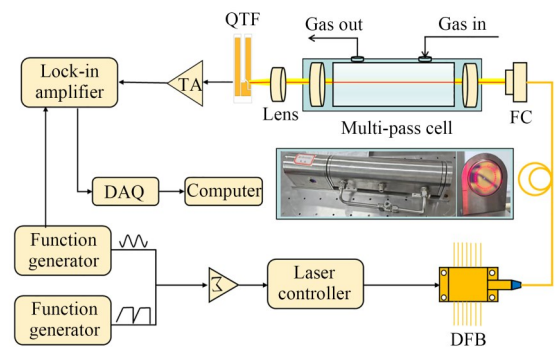 QTF
Gas out
Gas in
Lock-in
amplifier
TA
Lens
FC
Multi-pass cell
DAQ
Computer
Function
generator
Σ
Laser
controller
Function
generator
DFB